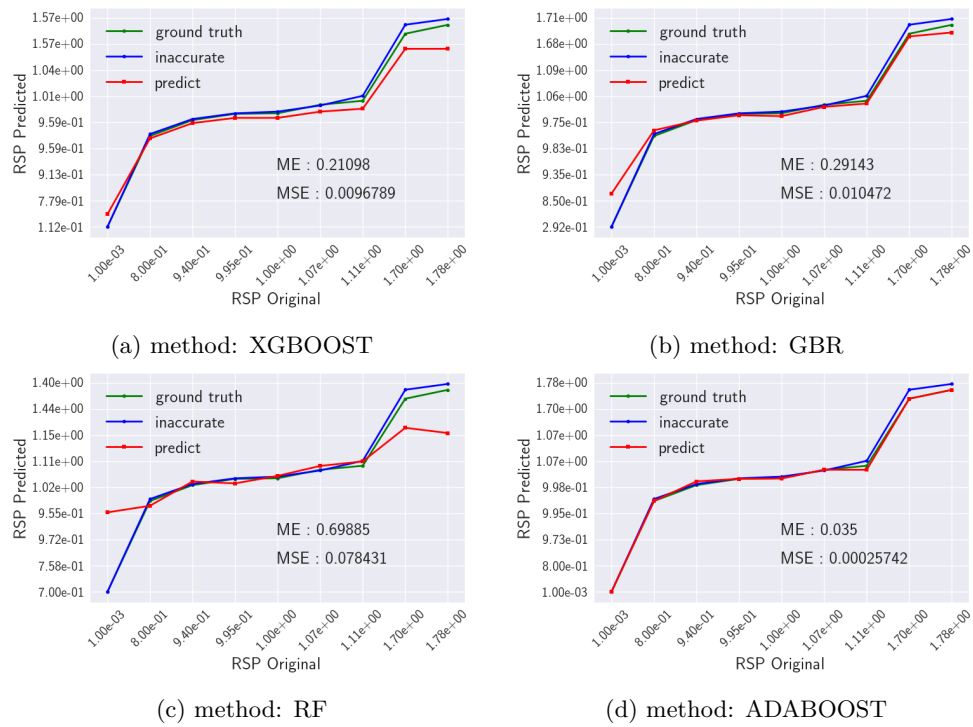 1.57e+00
1.57e+00
1.04e+00
1.01e+00
9.59e-01
9.59e-01
9.13e-01
7.79e-01
1.12e-01
RSP Predicted
ground truth
inaccurate
predict
ME : 0.21098
MSE : 0.0096789
1.00e-03
8.00e-01
9.40e-01
9.95e-01
1.00e+00
1.07e+00
1.11e+00
1.70e+00
1.78e+00
RSP Original
(a) method: XGBOOST
1.71e+00
1.68e+00
1.09e+00
1.06e+00
9.75e-01
9.83e-01
9.35e-01
8.50e-01
2.92e-01
RSP Predicted
ground truth
inaccurate
predict
ME : 0.29143
MSE : 0.010472
1.00e-03
8.00e-01
9.40e-01
9.95e-01
1.00e+00
1.07e+00
1.11e+00
1.70e+00
1.78e+00
RSP Original
(b) method: GBR
1.40e+00
1.44e+00
1.15e+00
1.11e+00
1.02e+00
9.55e-01
9.72e-01
7.58e-01
7.00e-01
RSP Predicted
ground truth
inaccurate
predict
ME : 0.69885
MSE : 0.078431
1.00e-03
8.00e-01
9.40e-01
9.95e-01
1.00e+00
1.07e+00
1.11e+00
1.70e+00
1.78e+00
RSP Original
(c) method: RF
1.78e+00
1.70e+00
1.07e+00
1.07e+00
9.98e-01
9.95e-01
9.73e-01
8.00e-01
1.00e-03
RSP Predicted
ground truth
inaccurate
predict
ME : 0.035
MSE : 0.00025742
1.00e-03
8.00e-01
9.40e-01
9.95e-01
1.00e+00
1.07e+00
1.11e+00
1.70e+00
1.78e+00
RSP Original
(d) method: ADABOOST